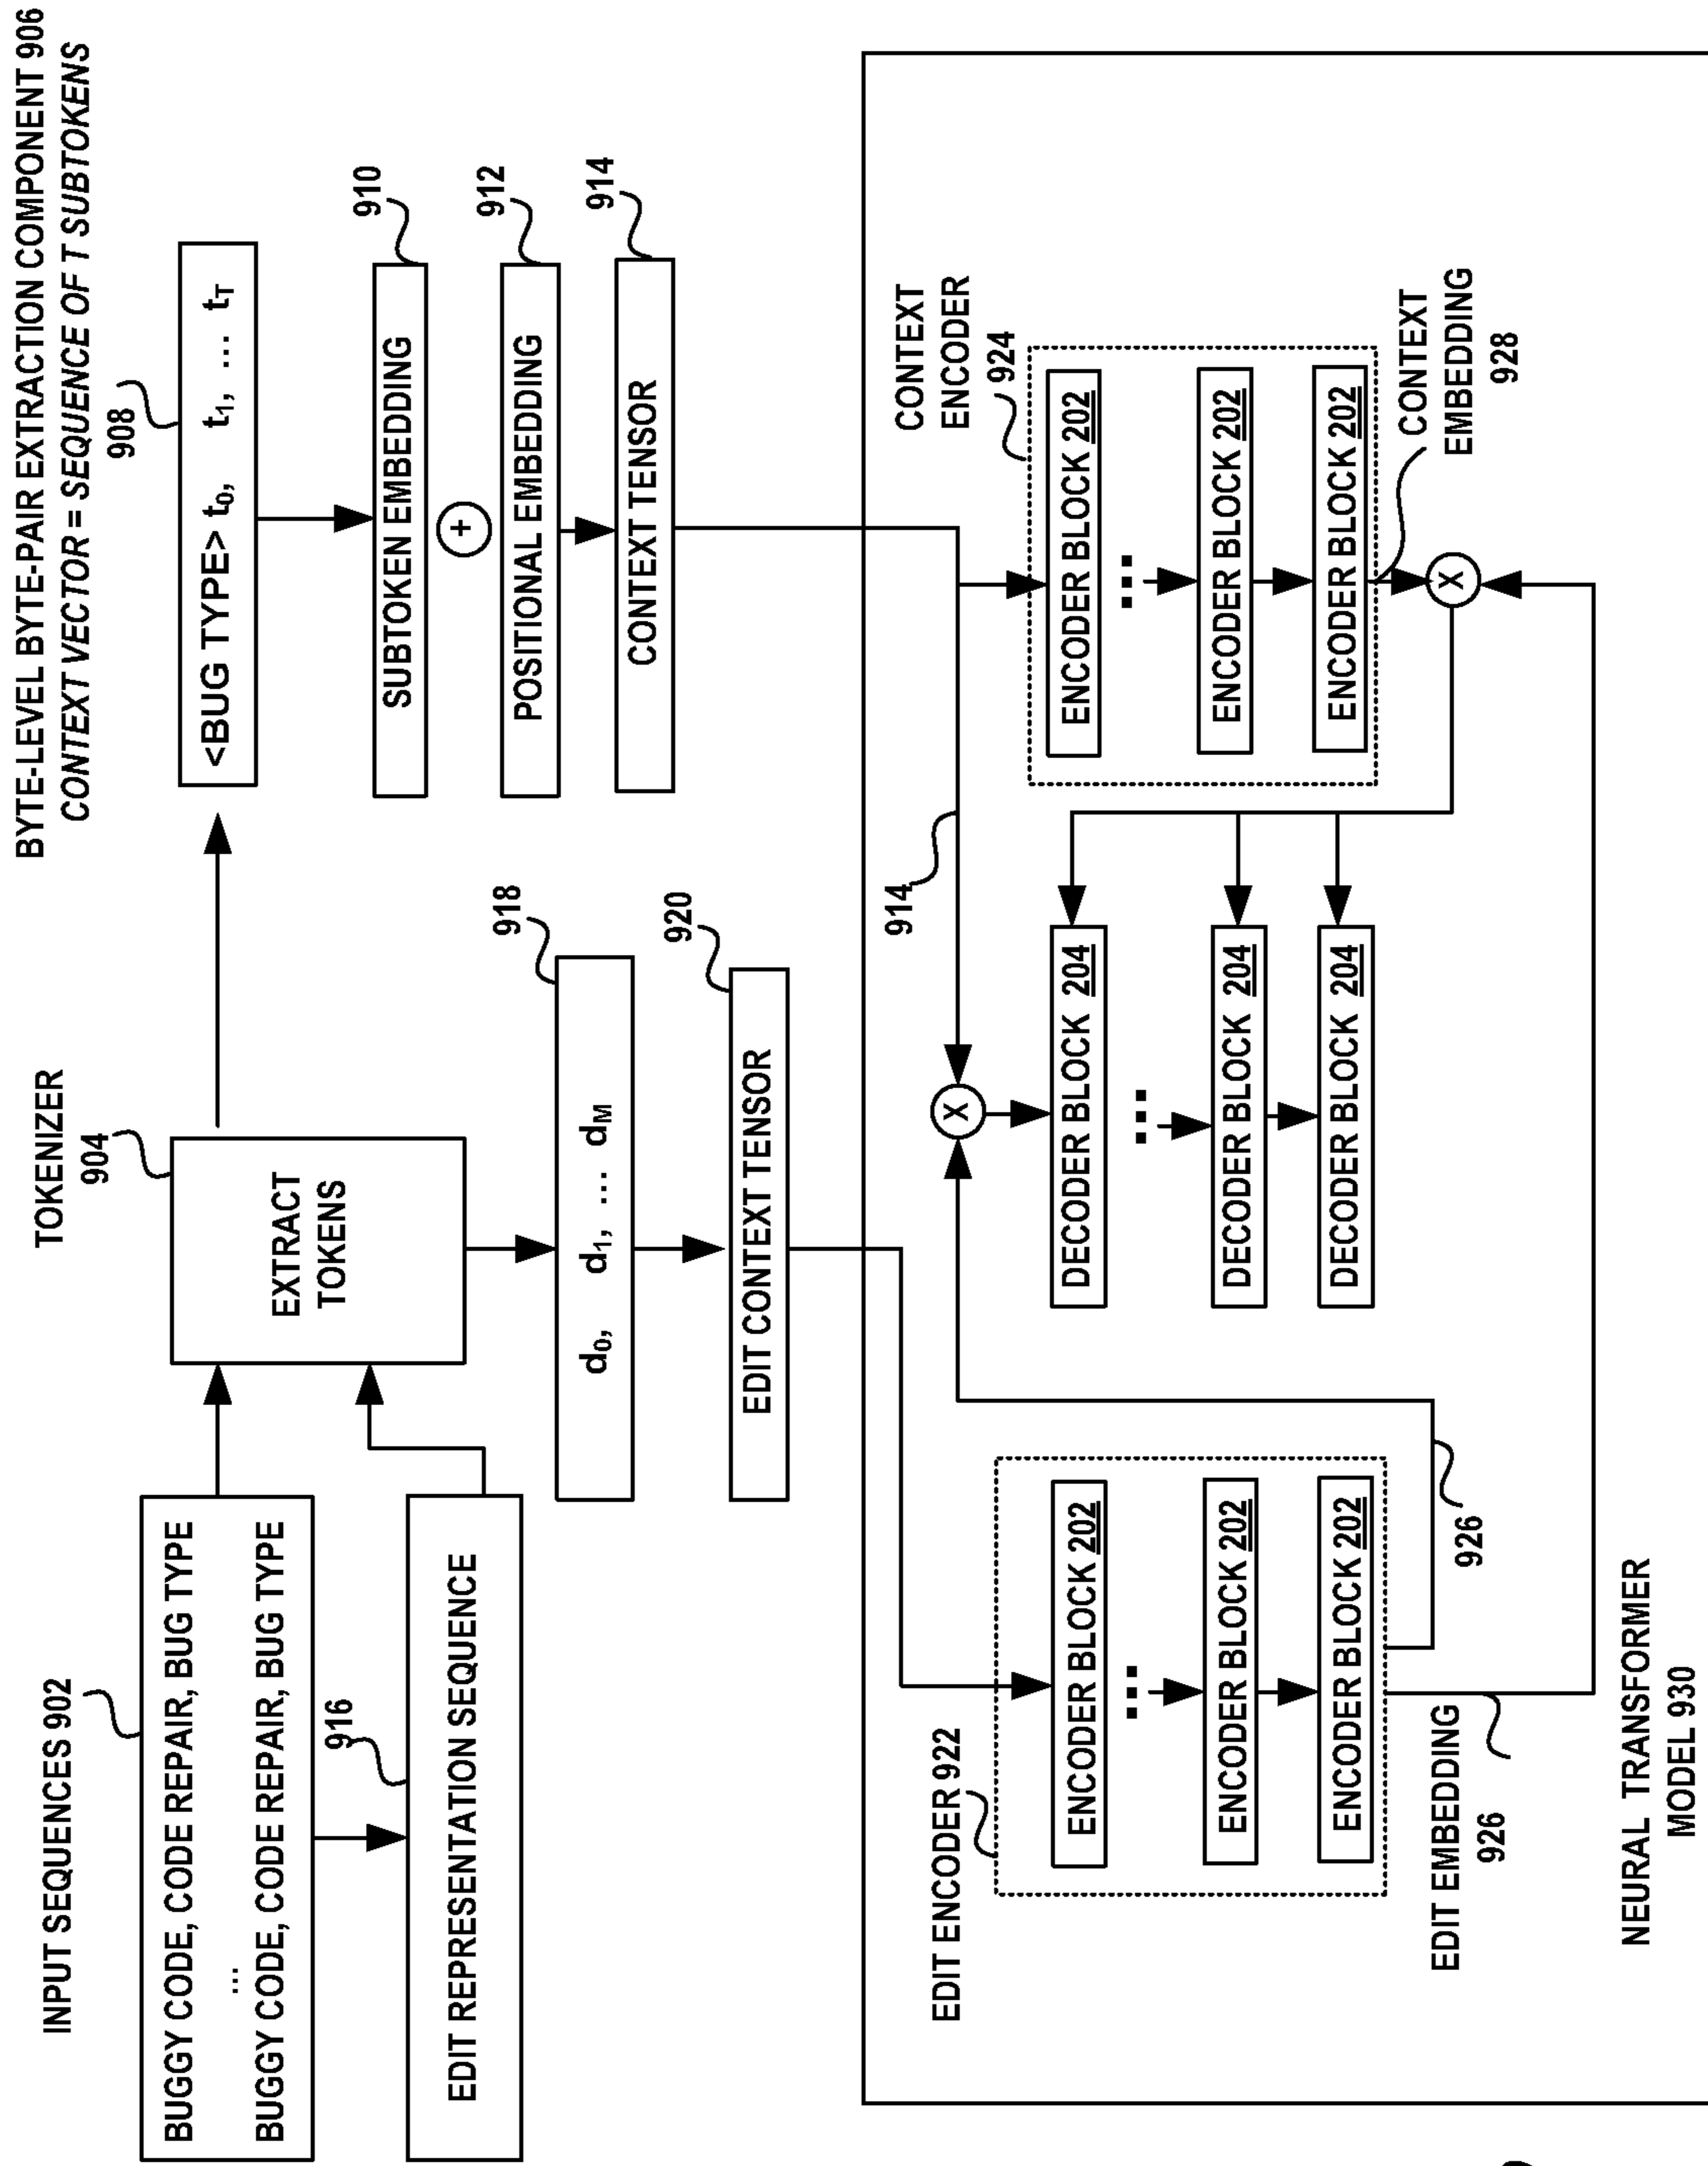 INPUT SEQUENCES 902
BUGGY CODE, CODE REPAIR, BUG TYPE
...
BUGGY CODE, CODE REPAIR, BUG TYPE
916
EDIT REPRESENTATION SEQUENCE
TOKENIZER
904
EXTRACT
TOKENS
BYTE-LEVEL BYTE-PAIR EXTRACTION COMPONENT 906
CONTEXT VECTOR = SEQUENCE OF T SUBTOKENS
908
<BUG TYPE> t0, t1, ... tT
910
SUBTOKEN EMBEDDING
+
912
POSITIONAL EMBEDDING
914
CONTEXT TENSOR
918
d0, d1, ... dM
920
EDIT CONTEXT TENSOR
EDIT ENCODER 922
ENCODER BLOCK 202
...
ENCODER BLOCK 202
ENCODER BLOCK 202
EDIT EMBEDDING
926
926
914
X
DECODER BLOCK 204
...
DECODER BLOCK 204
DECODER BLOCK 204
CONTEXT
ENCODER
924
ENCODER BLOCK 202
...
ENCODER BLOCK 202
ENCODER BLOCK 202
CONTEXT
EMBEDDING
928
X
NEURAL TRANSFORMER
MODEL 930